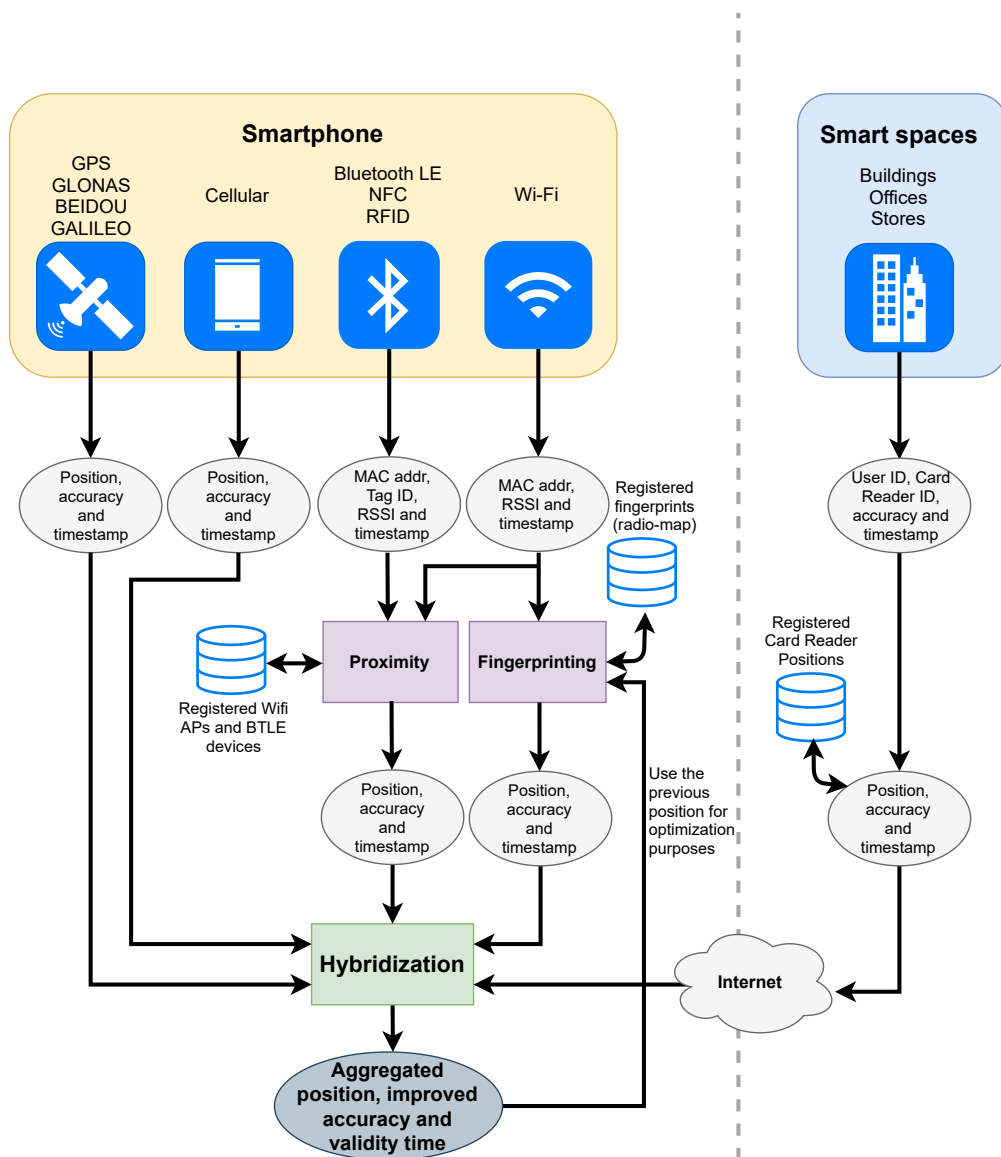 Smartphone
GPS
GLONAS
BEIDOU
GALILEO
Cellular
Bluetooth LE
NFC
RFID
Wi-Fi
Smart spaces
Buildings
Offices
Stores
Position,
accuracy
and
timestamp
Position,
accuracy
and
timestamp
MAC addr,
Tag ID,
RSSI and
timestamp
MAC addr,
RSSI and
timestamp
Registered
fingerprints
(radio-map)
User ID, Card
Reader ID,
accuracy and
timestamp
Proximity
Fingerprinting
Registered Wifi
APs and BTLE
devices
Registered
Card Reader
Positions
Position,
accuracy
and
timestamp
Position,
accuracy
and
timestamp
Use the
previous
position for
optimization
purposes
Position,
accuracy
and
timestamp
Hybridization
Internet
Aggregated
position, improved
accuracy and
validity time